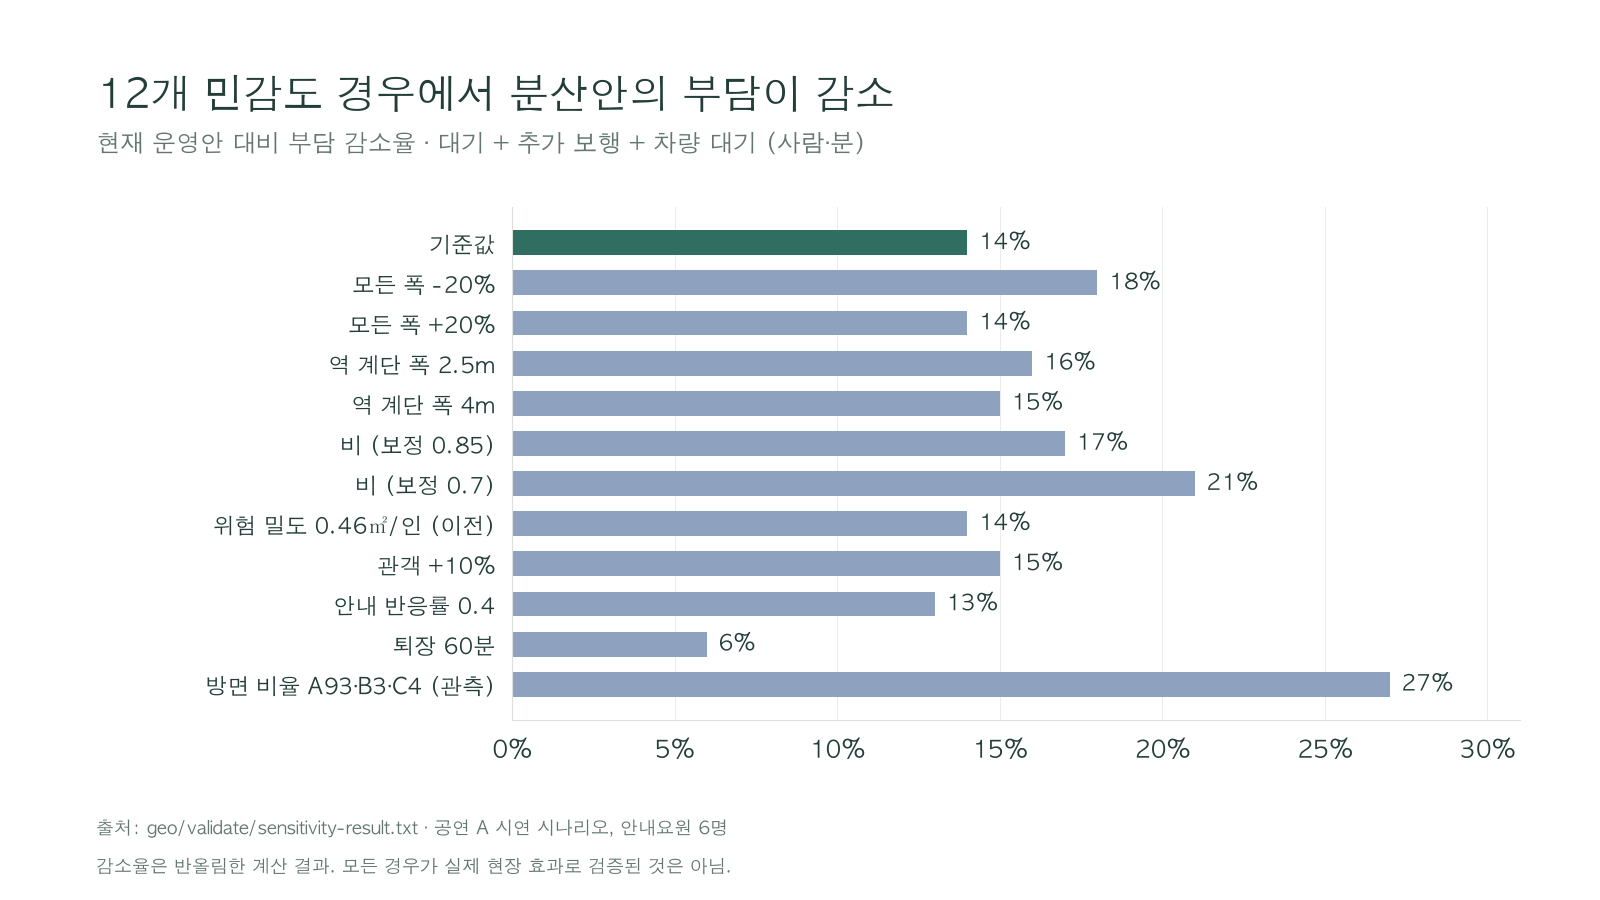 12개 민감도 경우에서 분산안의 부담이 감소
현재 운영안 대비 부담 감소율 · 대기 + 추가 보행 + 차량 대기 (사람·분)
기준값 14%
모든 폭 -20% 18%
모든 폭 +20% 14%
역 계단 폭 2.5m 16%
역 계단 폭 4m 15%
비 (보정 0.85) 17%
비 (보정 0.7) 21%
위험 밀도 0.46㎡/인 (이전) 14%
관객 +10% 15%
안내 반응률 0.4 13%
퇴장 60분 6%
방면 비율 A93·B3·C4 (관측) 27%
0% 5% 10% 15% 20% 25% 30%
출처: geo/validate/sensitivity-result.txt · 공연 A 시연 시나리오, 안내요원 6명
감소율은 반올림한 계산 결과. 모든 경우가 실제 현장 효과로 검증된 것은 아님.